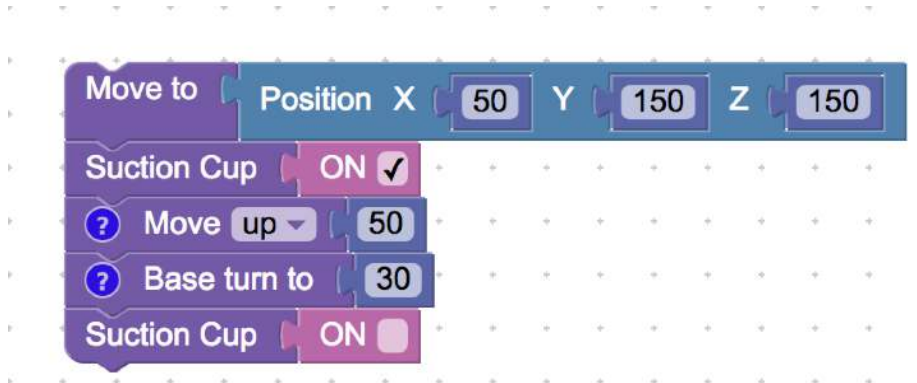 Move to Position X 50 Y 150 Z 150
Suction Cup ON ✓
? Move up 50
? Base turn to 30
Suction Cup ON